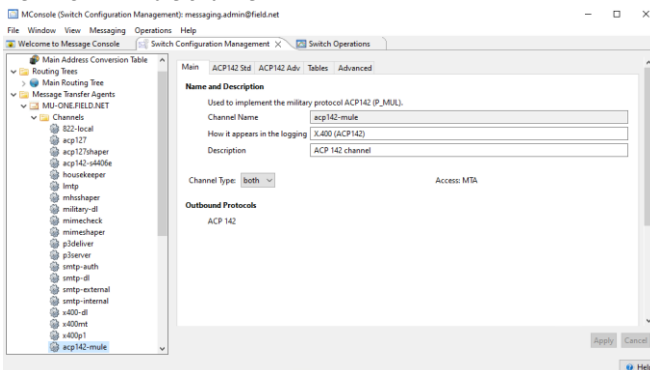 MConsole (Switch Configuration Management): messaging.admin@field.net
File Window View Messaging Operations Help
Welcome to Message Console
Switch Configuration Management
Switch Operations
Main Address Conversion Table
Routing Trees
Main Routing Tree
Message Transfer Agents
MU-ONE.FIELD.NET
Channels
822-local
acp127
acp127shaper
acp142-s4406e
housekeeper
lmtp
mhsshaper
military-dl
mimecheck
mimeshaper
p3deliver
p3server
smtp-auth
smtp-dl
smtp-external
smtp-internal
x400-dl
x400mt
x400p1
acp142-mule
Main ACP142 Std ACP142 Adv Tables Advanced
Name and Description
Used to implement the military protocol ACP142 (P_MUL).
Channel Name acp142-mule
How it appears in the logging X.400 (ACP142)
Description ACP 142 channel
Channel Type: both Access: MTA
Outbound Protocols
ACP 142
Apply Cancel
Help